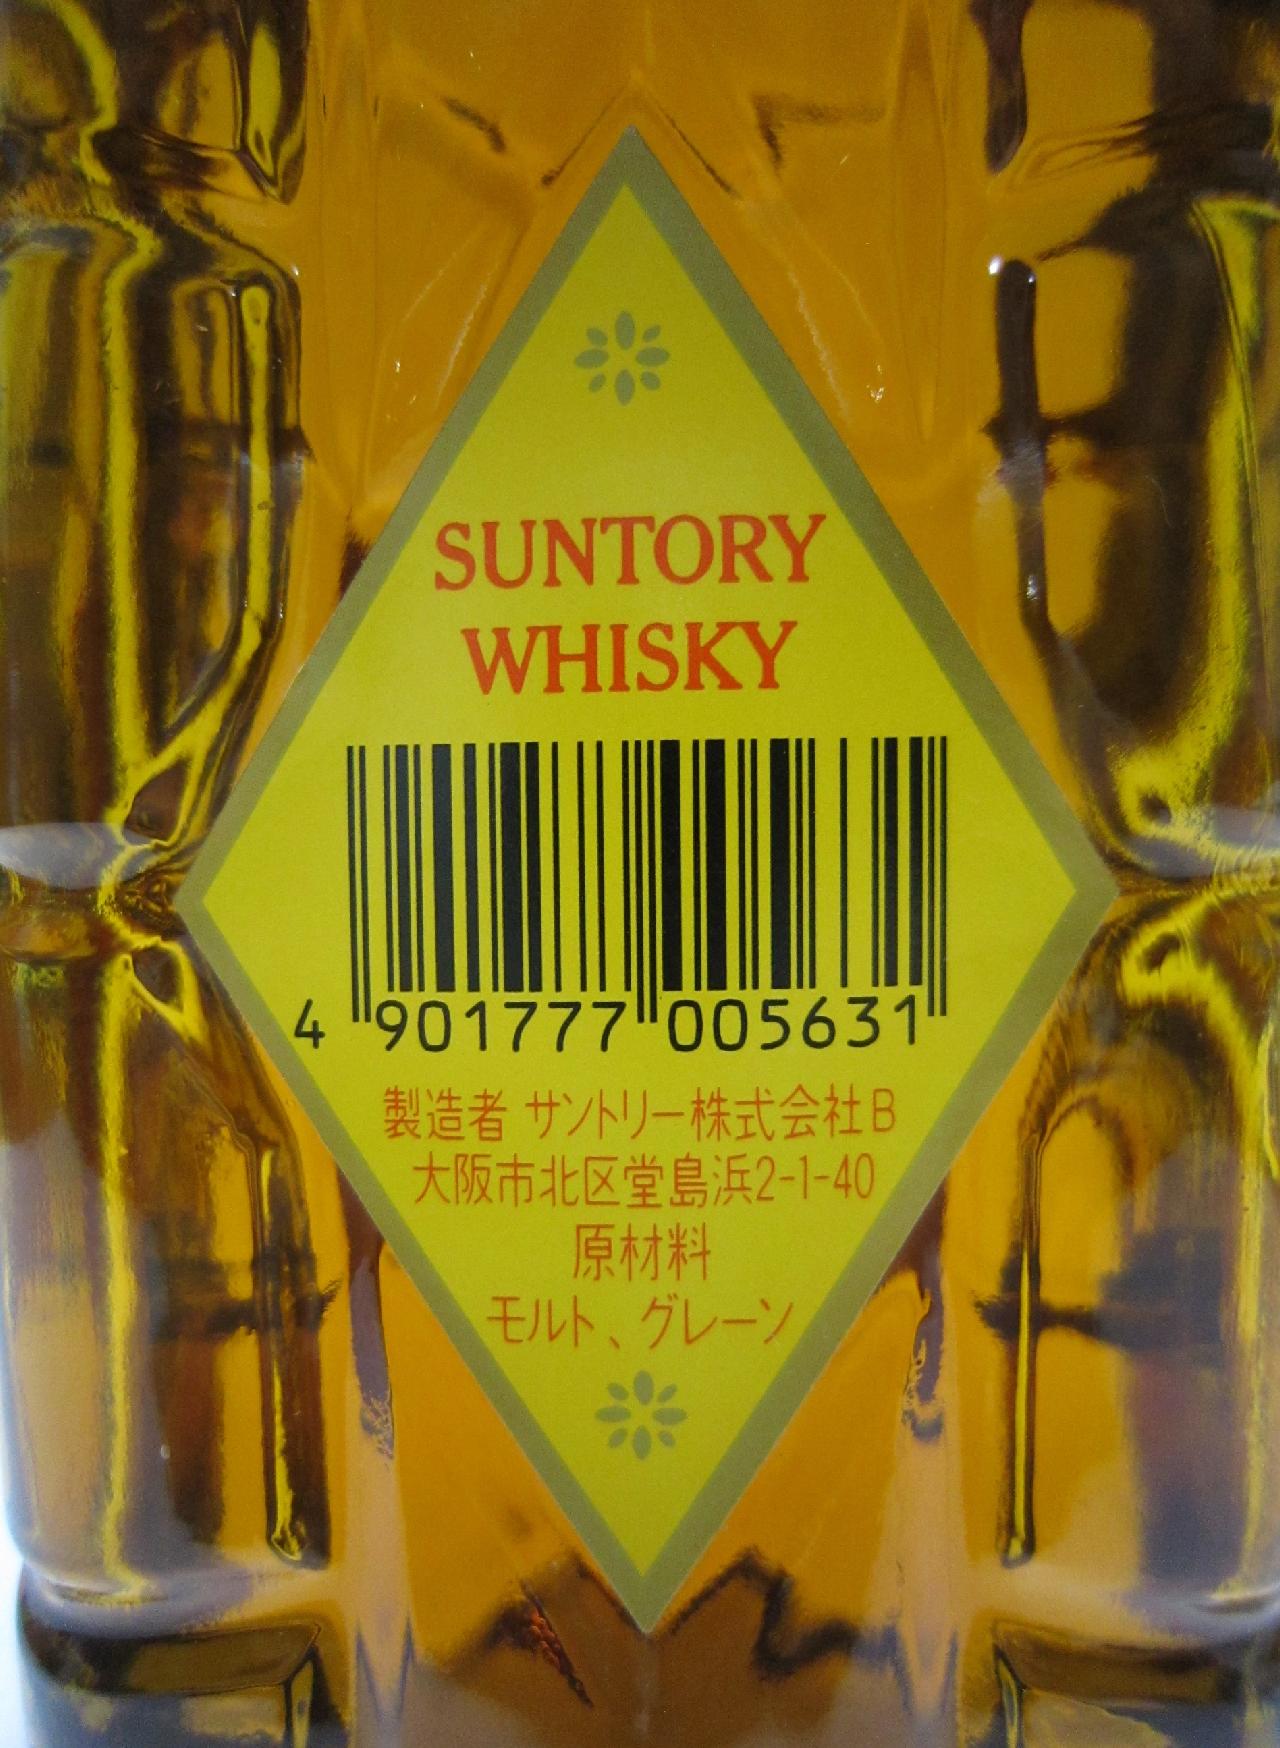 SUNTORY
WHISKY
4 901777 005631
製造者 サントリー株式会社B
大阪市北区堂島浜2-1-40
原材料
モルト、グレーン